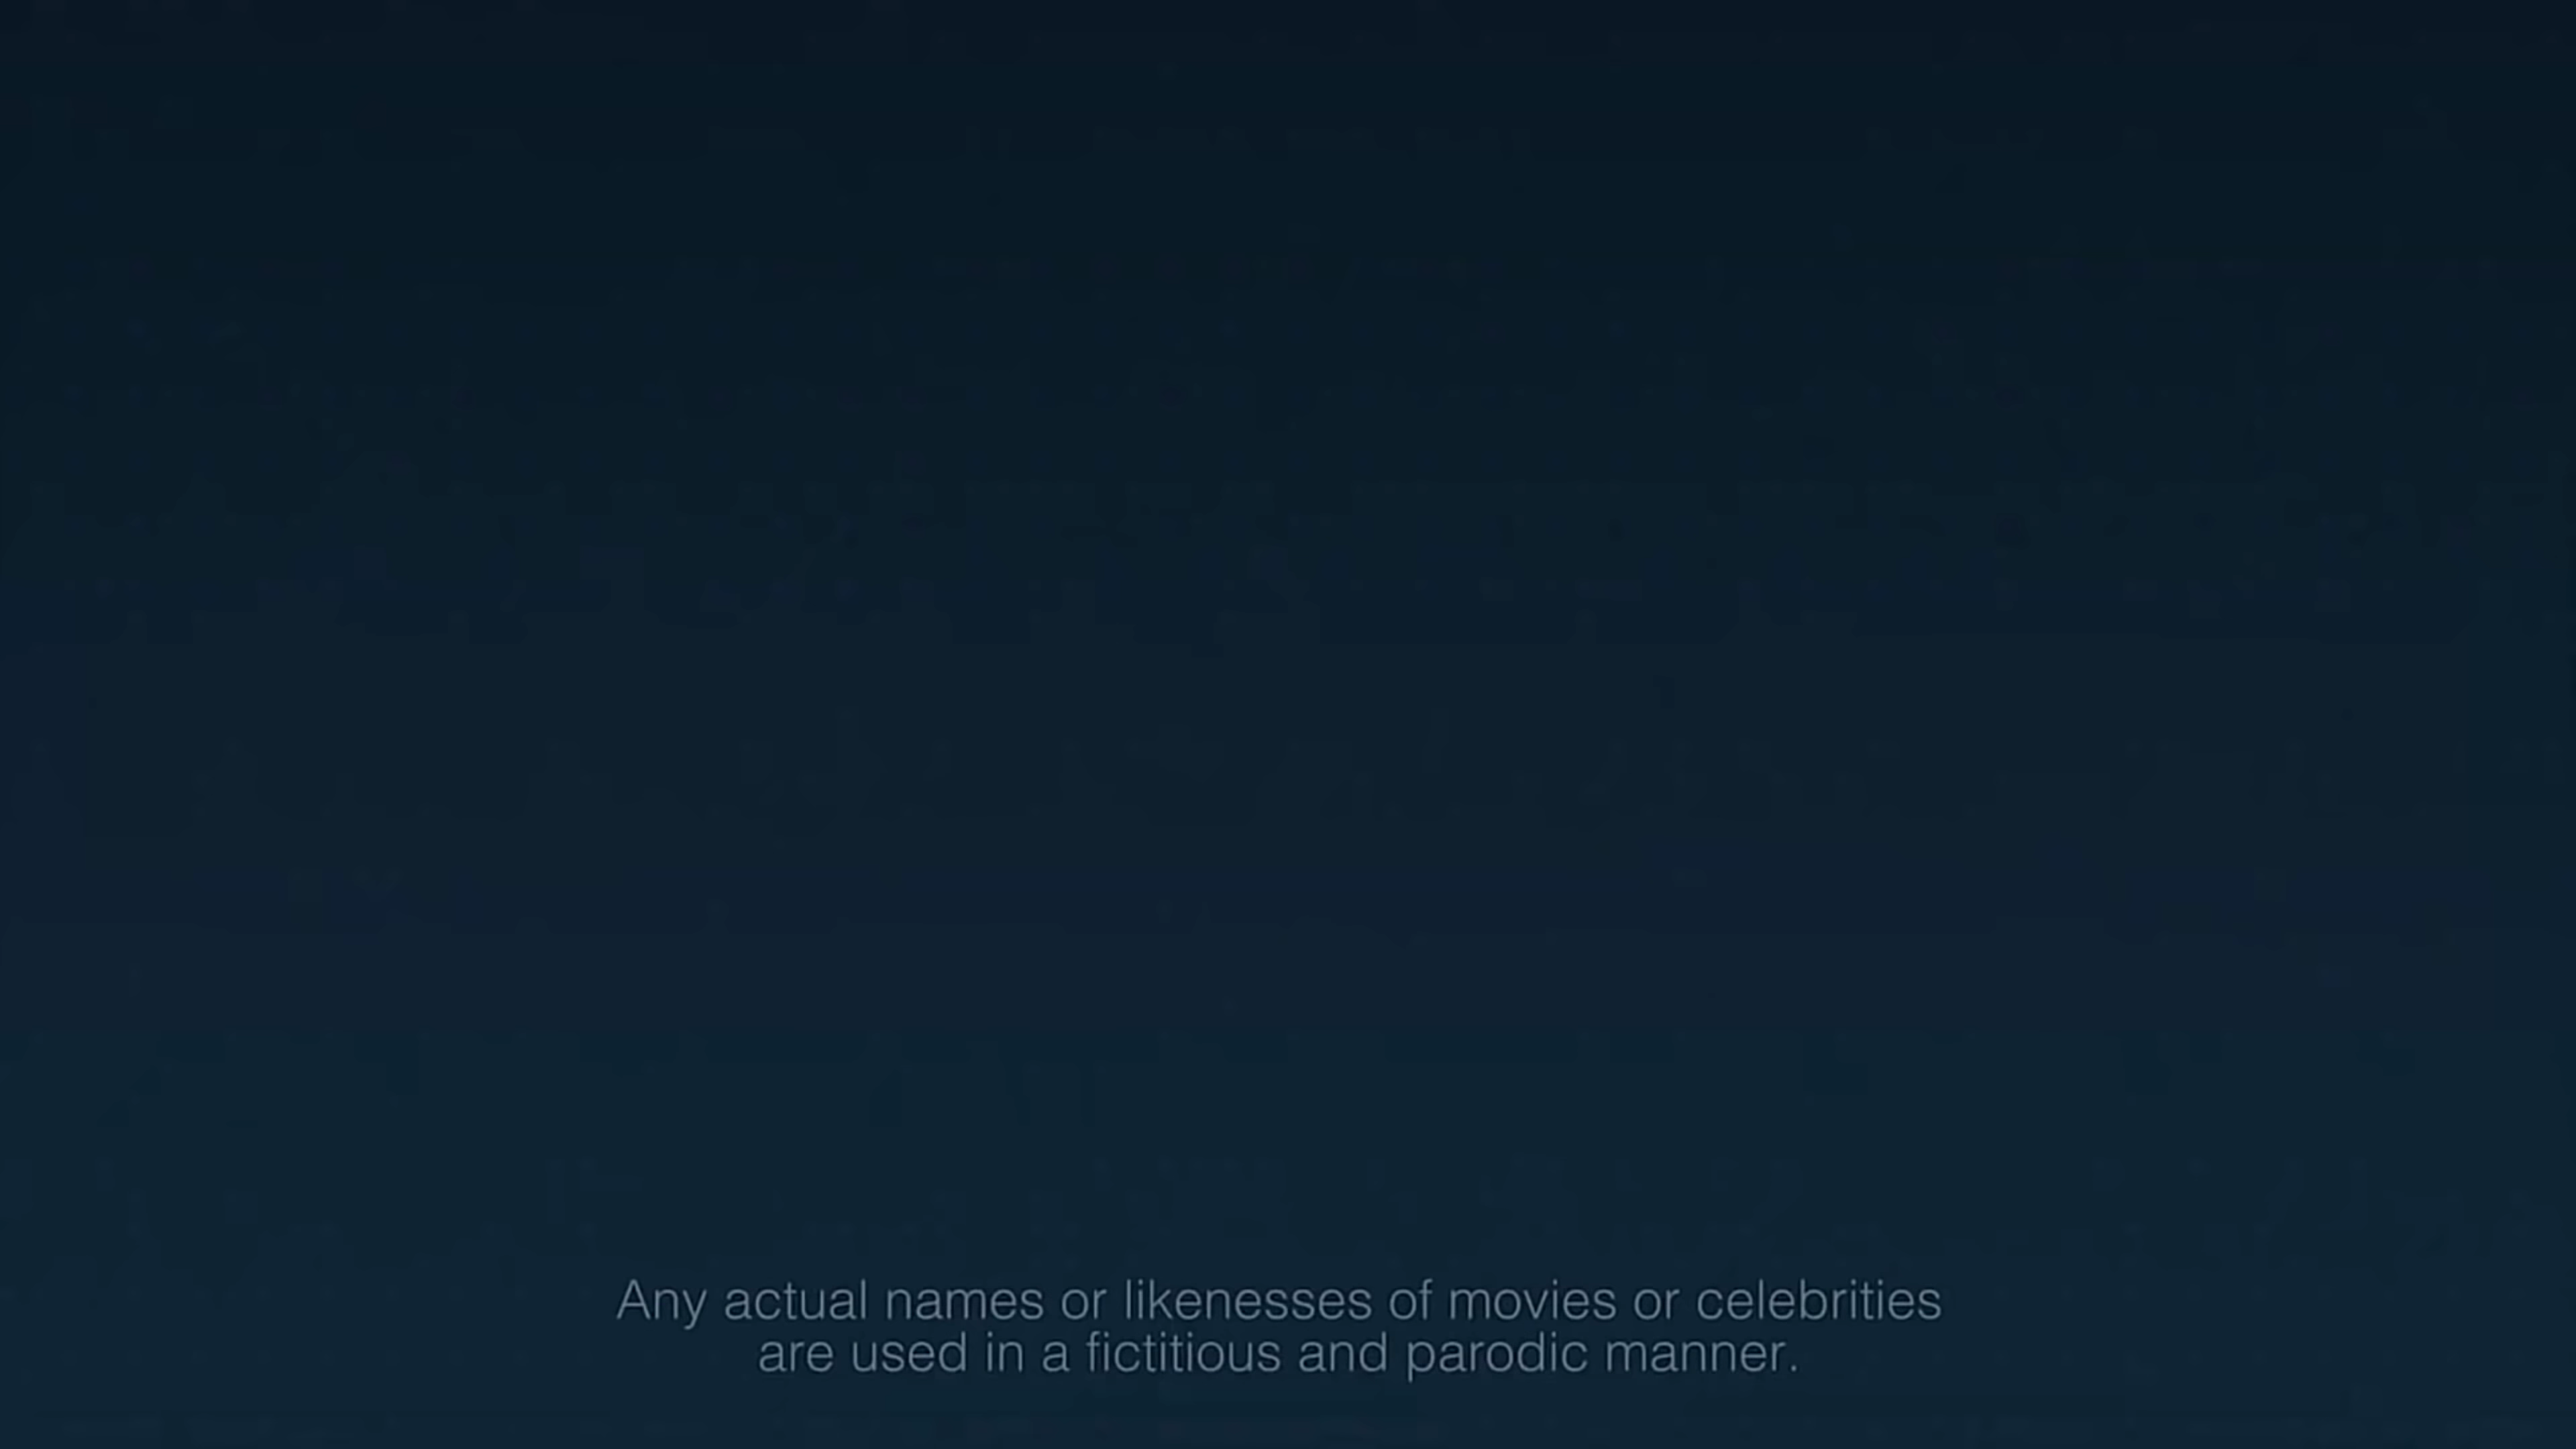 Any actual names or likenesses of movies or celebrities
are used in a fictitious and parodic manner.